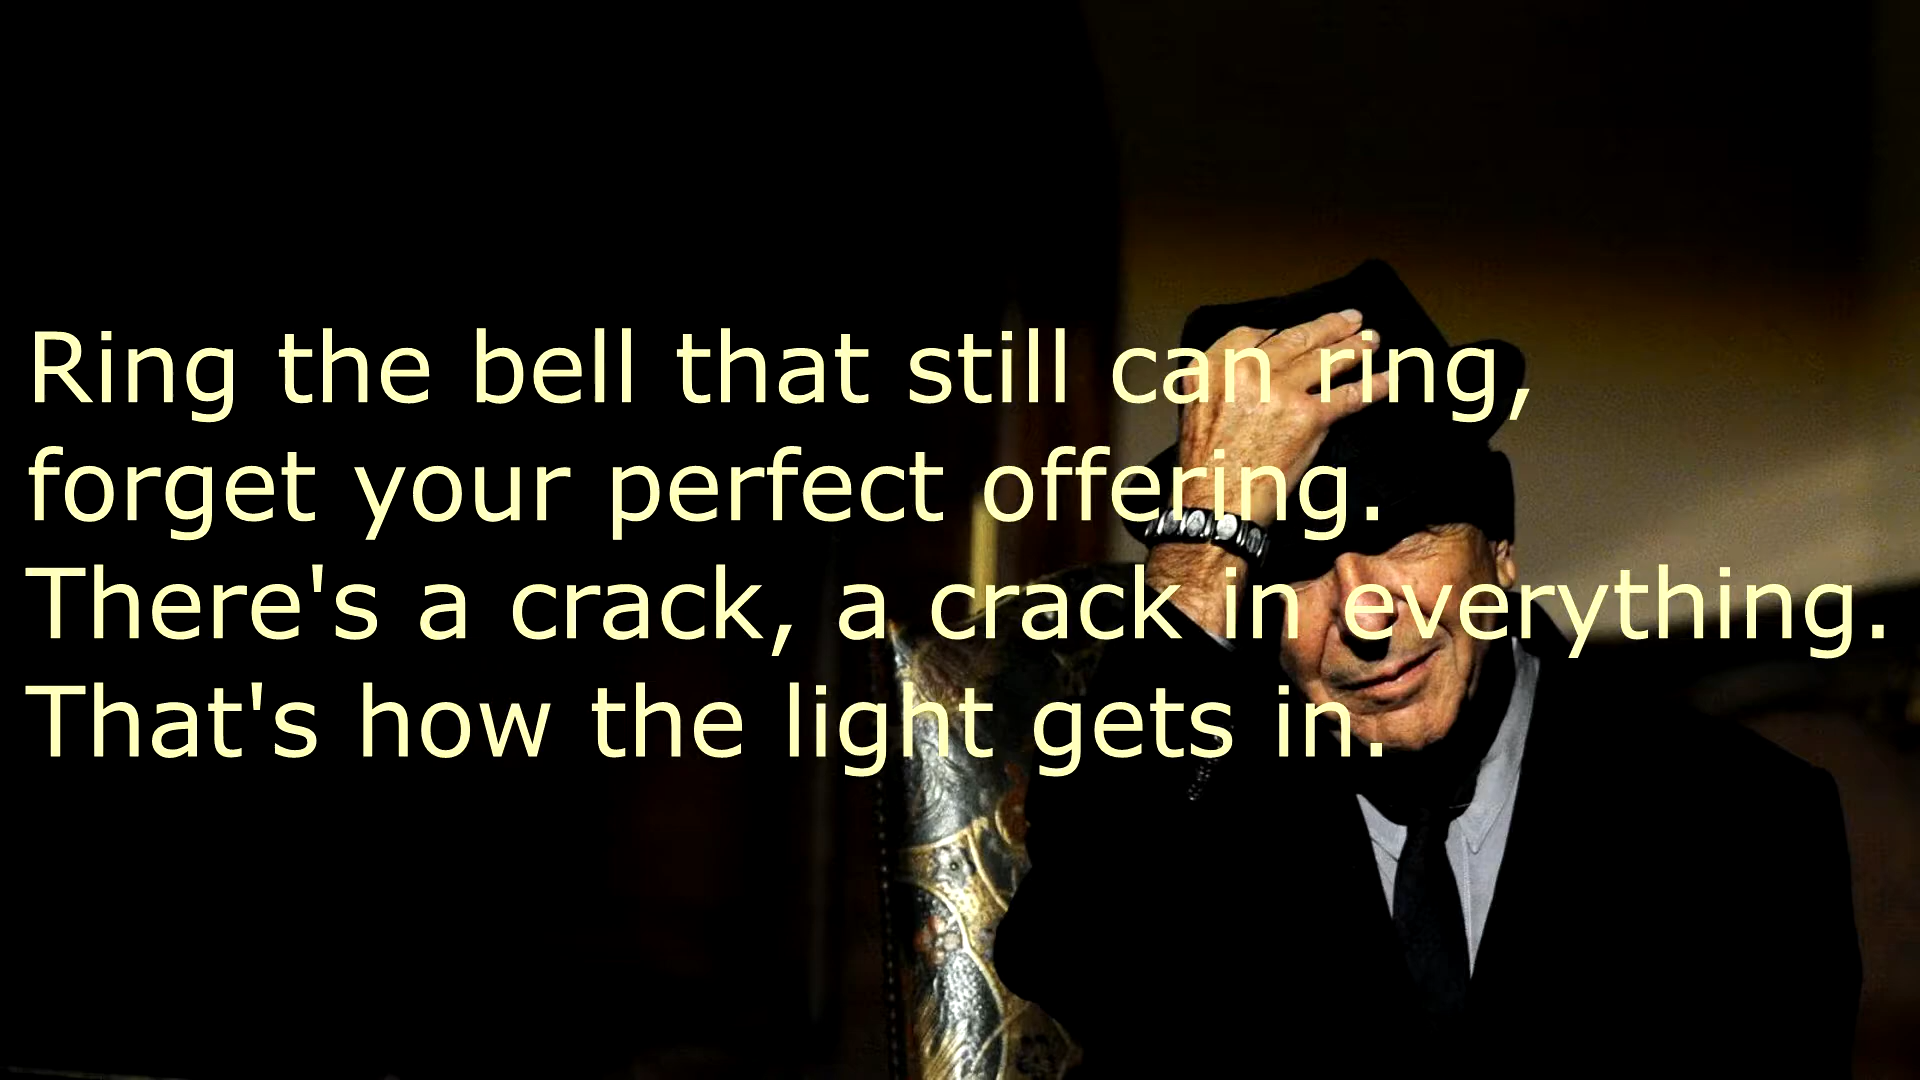 Ring the bell that still can ring,
forget your perfect offering.
There's a crack, a crack in everything.
That's how the light gets in.